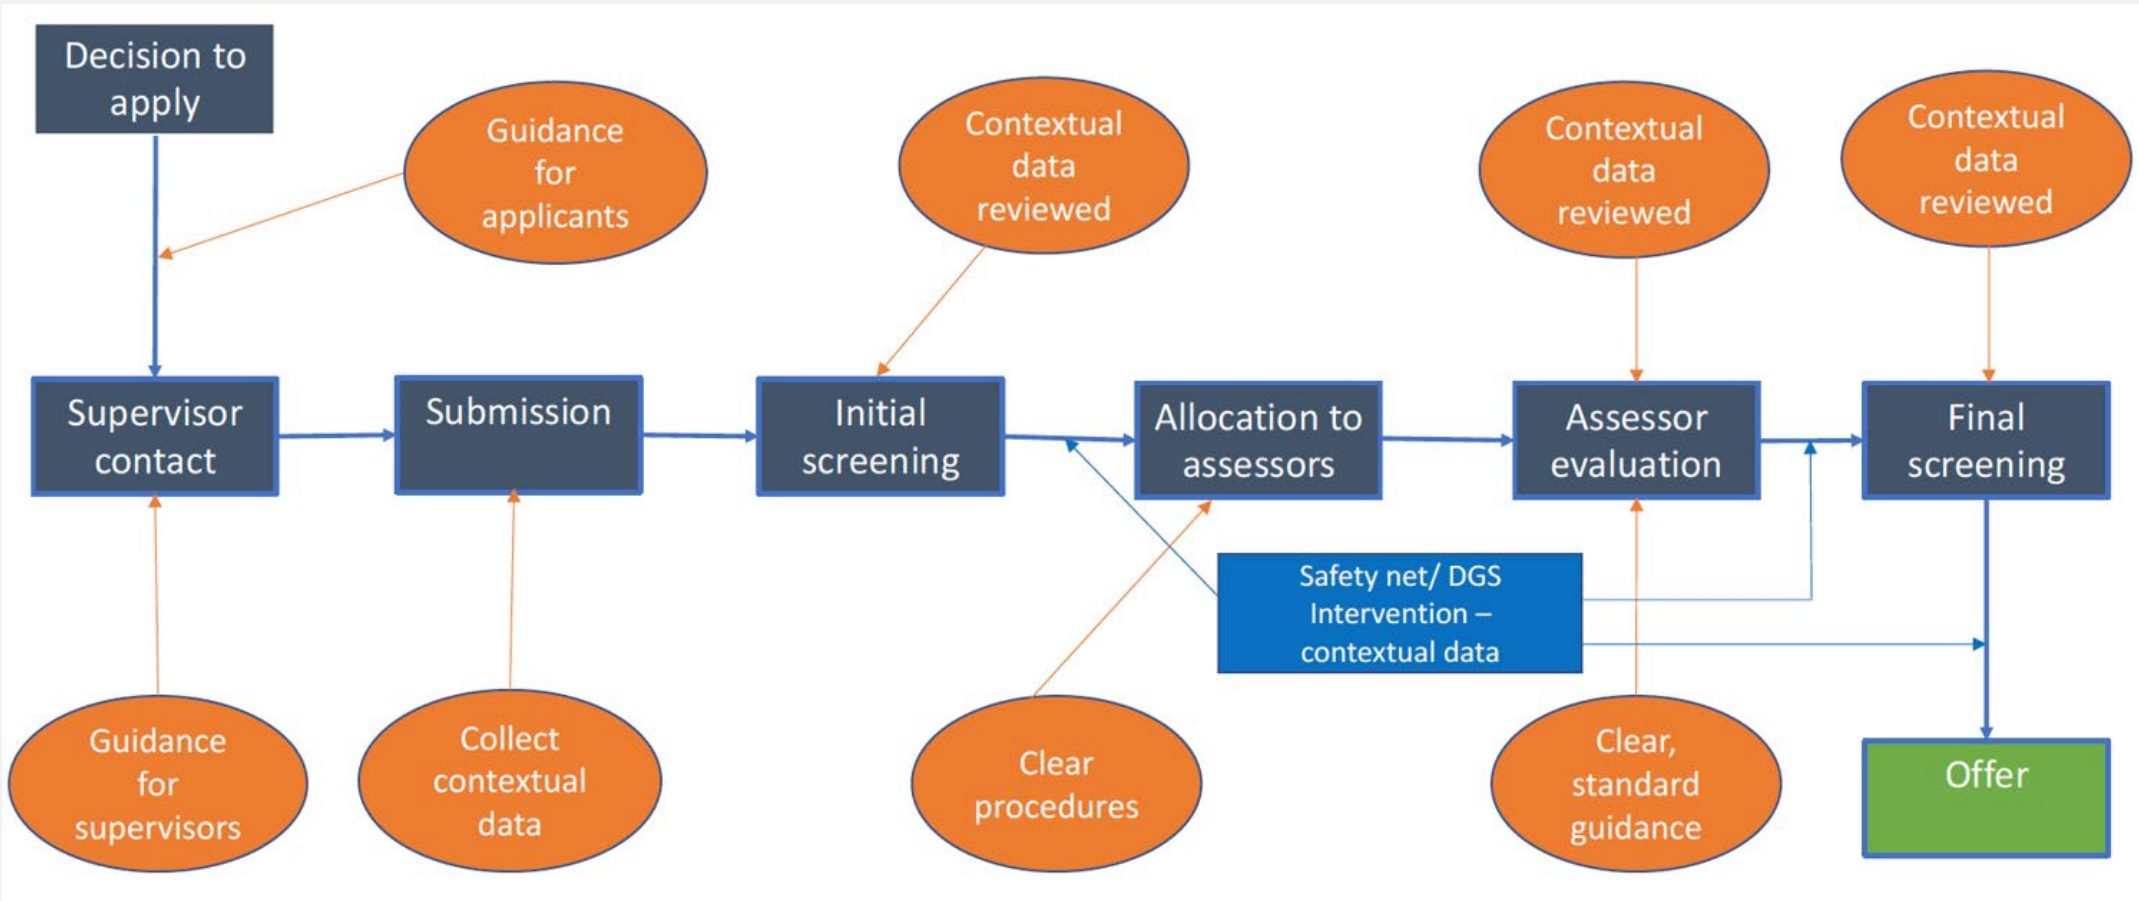 Decision to
apply
Guidance
for
applicants
Contextual
data
reviewed
Contextual
data
reviewed
Contextual
data
reviewed
Supervisor
contact
Submission
Initial
screening
Allocation to
assessors
Assessor
evaluation
Final
screening
Safety net/ DGS
Intervention –
contextual data
Guidance
for
supervisors
Collect
contextual
data
Clear
procedures
Clear,
standard
guidance
Offer